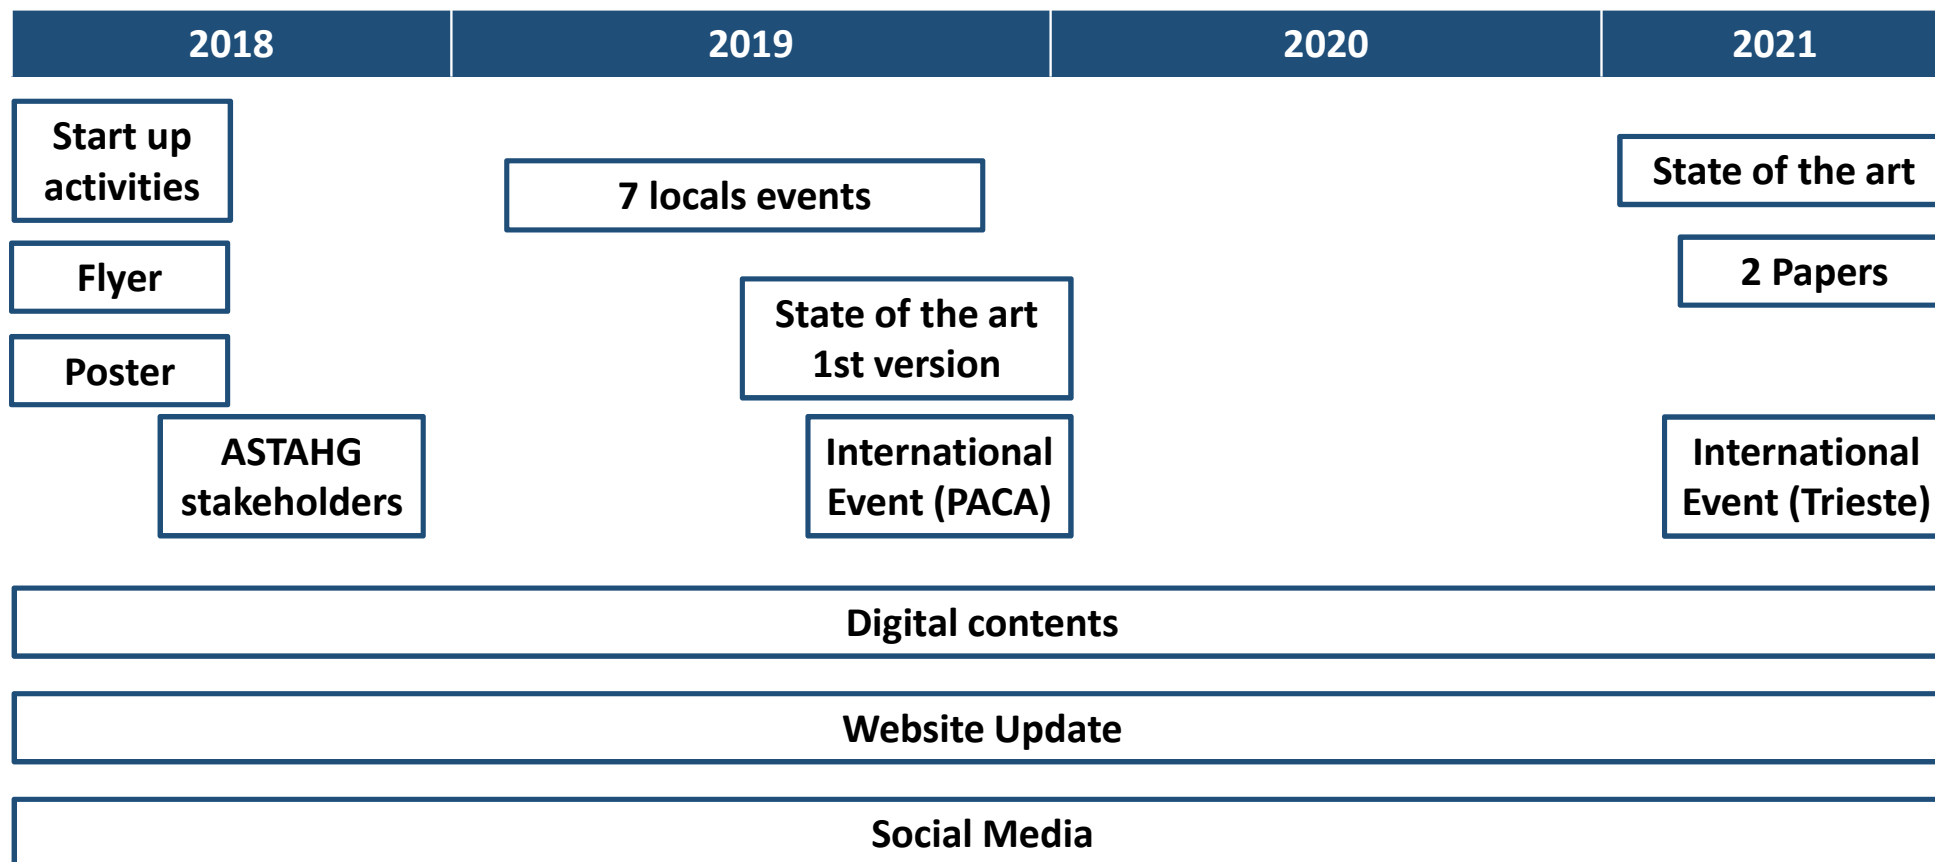 2018
2019
2020
2021
Start up
activities
7 locals events
State of the art
Flyer
2 Papers
State of the art
1st version
Poster
ASTAHG
stakeholders
International
Event (PACA)
International
Event (Trieste)
Digital contents
Website Update
Social Media